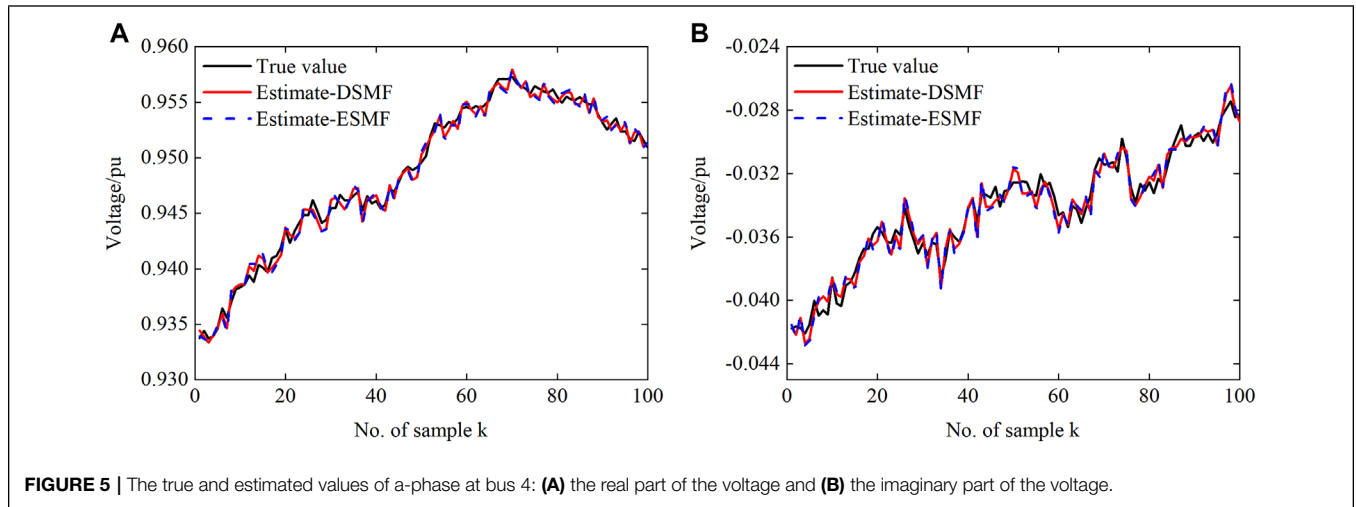 A
0.960
0.955
0.950
0.945
0.940
0.935
0.930
Voltage/pu
True value
Estimate-DSMF
Estimate-ESMF
0 20 40 60 80 100
No. of sample k
B
-0.024
-0.028
-0.032
-0.036
-0.040
-0.044
Voltage/pu
True value
Estimate-DSMF
Estimate-ESMF
0 20 40 60 80 100
No. of sample k
FIGURE 5 | The true and estimated values of a-phase at bus 4: (A) the real part of the voltage and (B) the imaginary part of the voltage.